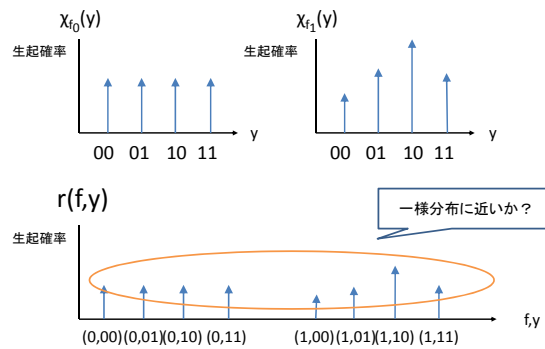 χf₀(y)
生起確率
y
00 01 10 11
χf₁(y)
生起確率
y
00 01 10 11
r(f,y)
一様分布に近いか？
生起確率
f,y
(0,00)(0,01)(0,10) (0,11) (1,00) (1,01)(1,10) (1,11)